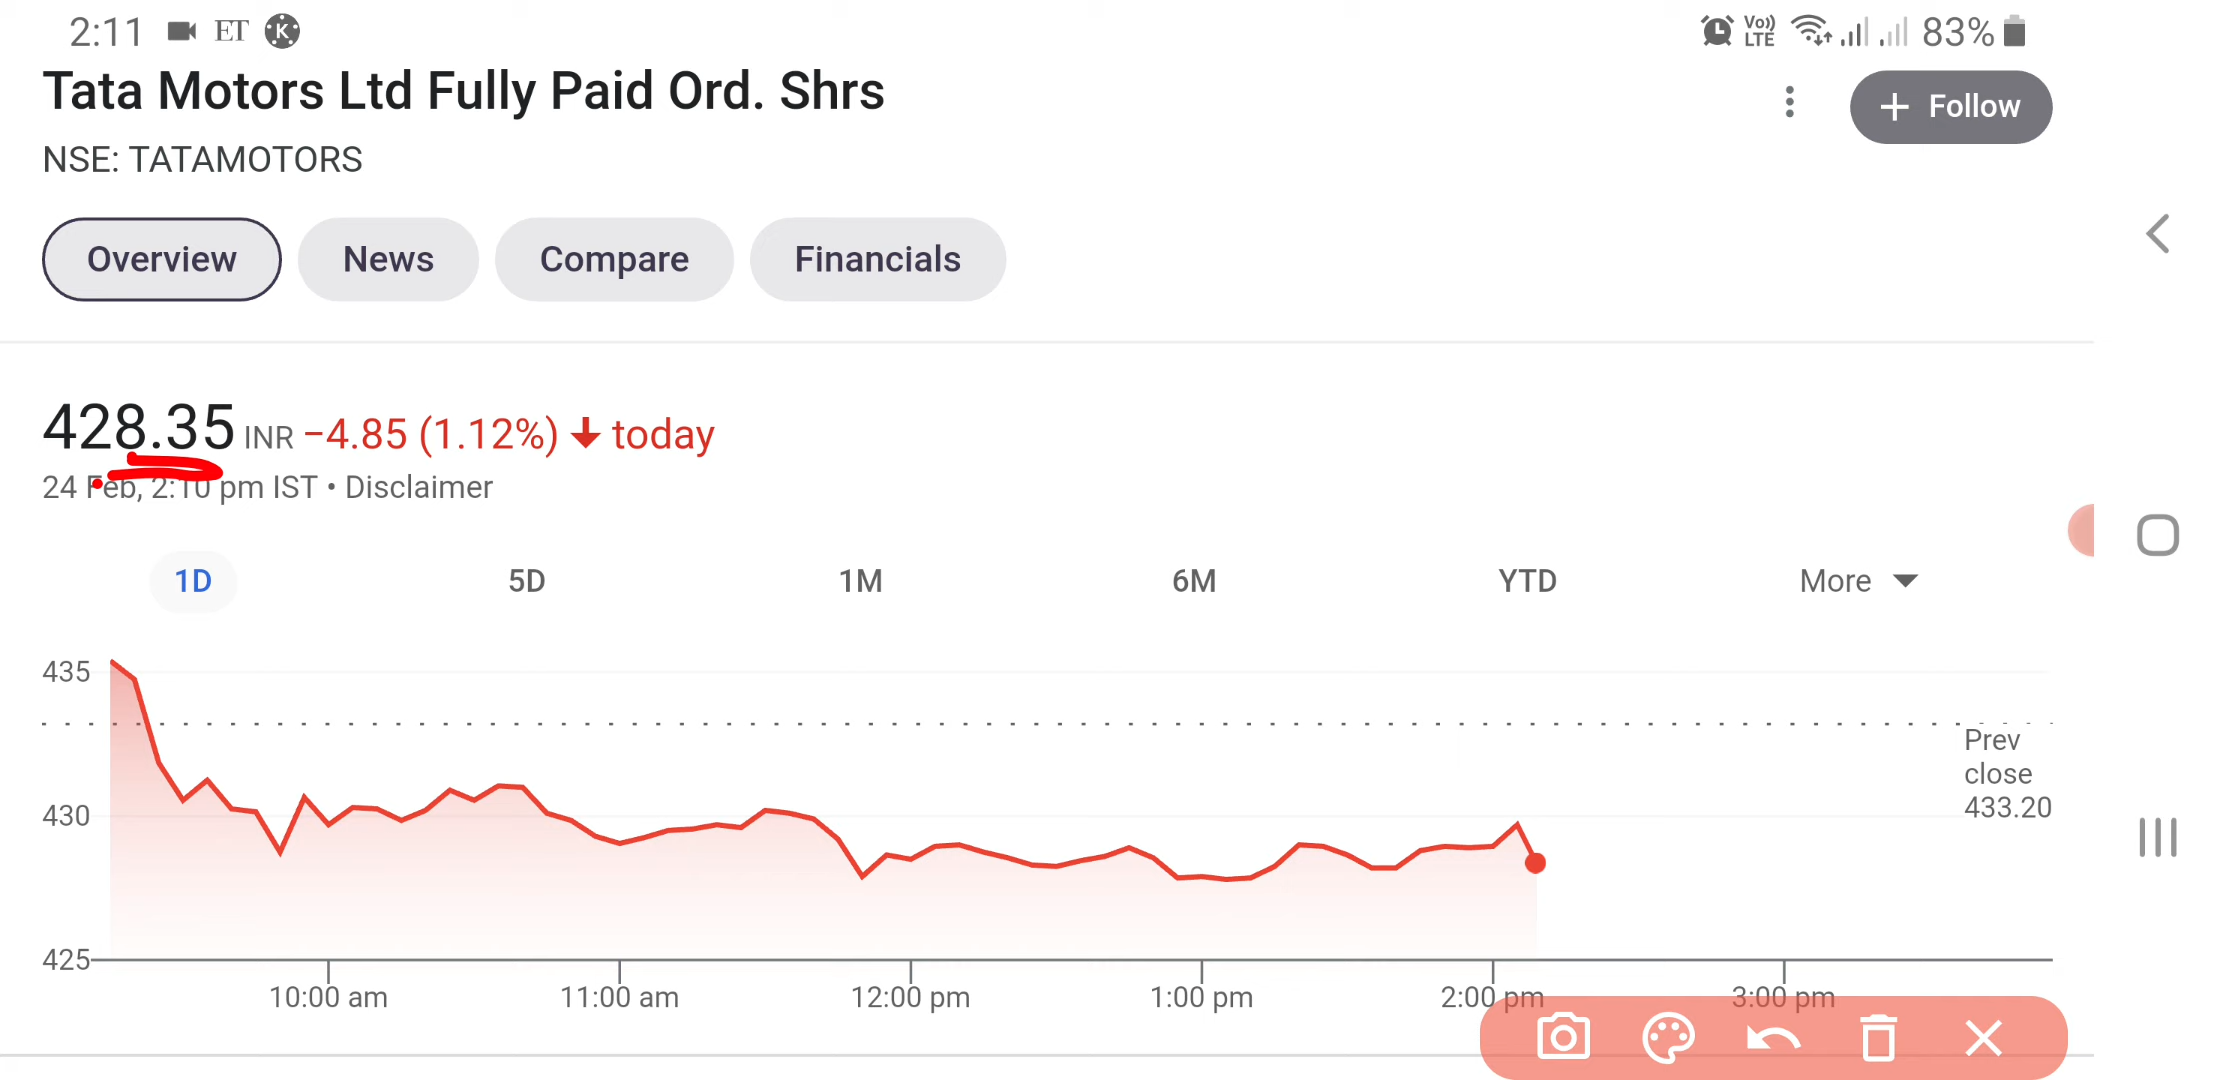 2:11 ET K Vo)) LTE 83%
Tata Motors Ltd Fully Paid Ord. Shrs
+ Follow
NSE: TATAMOTORS
Overview News Compare Financials
428.35 INR −4.85 (1.12%) ↓ today
24 Feb, 2:10 pm IST • Disclaimer
1D 5D 1M 6M YTD More
435
Prev
close
433.20
430
425
10:00 am 11:00 am 12:00 pm 1:00 pm 2:00 pm 3:00 pm